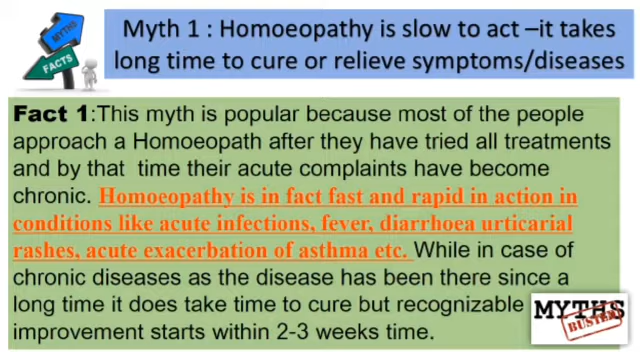 MYTHS
FACTS
Myth 1 : Homoeopathy is slow to act –it takes
long time to cure or relieve symptoms/diseases
Fact 1:This myth is popular because most of the people
approach a Homoeopath after they have tried all treatments
and by that time their acute complaints have become
chronic. Homoeopathy is in fact fast and rapid in action in
conditions like acute infections, fever, diarrhoea urticarial
rashes, acute exacerbation of asthma etc. While in case of
chronic diseases as the disease has been there since a
long time it does take time to cure but recognizable
improvement starts within 2-3 weeks time.
MYTHS
BUSTED